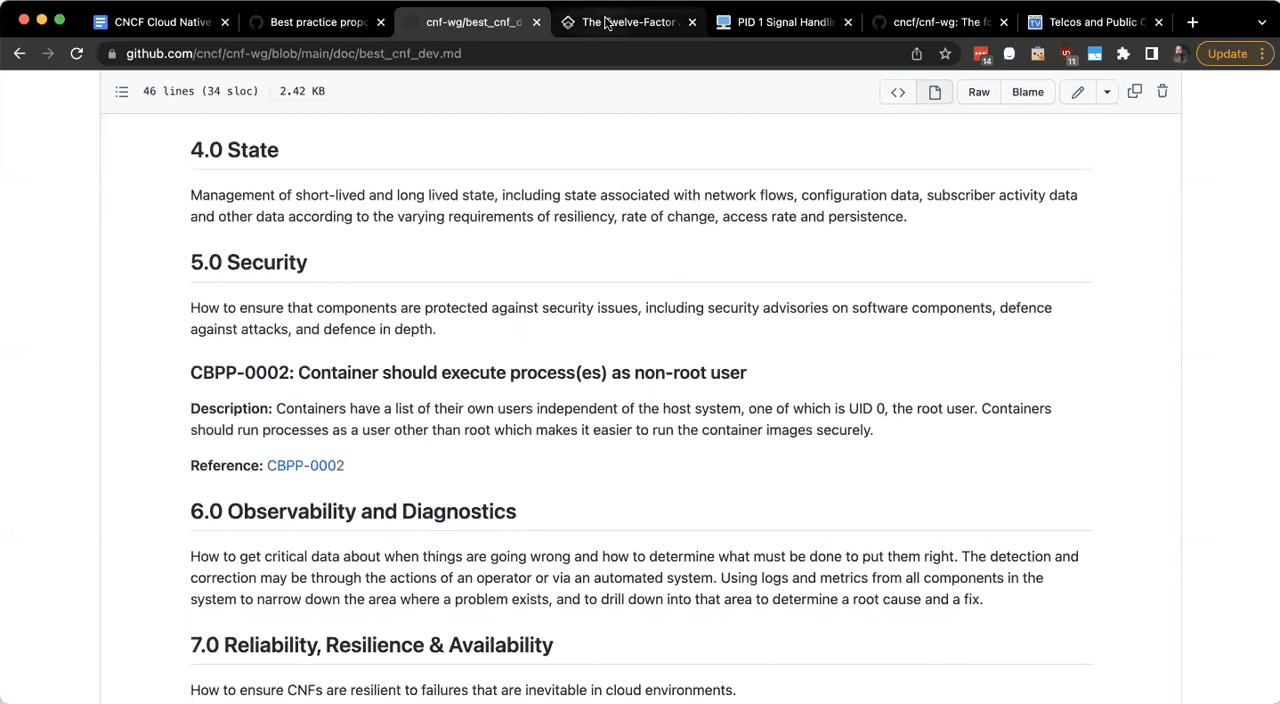 CNCF Cloud Native
Best practice propo
cnf-wg/best_cnf_d
The Twelve-Factor
PID 1 Signal Handli
cncf/cnf-wg: The fo
Telcos and Public C
github.com/cncf/cnf-wg/blob/main/doc/best_cnf_dev.md
14
11
Update
46 lines (34 sloc)
2.42 KB
Raw
Blame
4.0 State
Management of short-lived and long lived state, including state associated with network flows, configuration data, subscriber activity data
and other data according to the varying requirements of resiliency, rate of change, access rate and persistence.
5.0 Security
How to ensure that components are protected against security issues, including security advisories on software components, defence
against attacks, and defence in depth.
CBPP-0002: Container should execute process(es) as non-root user
Description: Containers have a list of their own users independent of the host system, one of which is UID 0, the root user. Containers
should run processes as a user other than root which makes it easier to run the container images securely.
Reference: CBPP-0002
6.0 Observability and Diagnostics
How to get critical data about when things are going wrong and how to determine what must be done to put them right. The detection and
correction may be through the actions of an operator or via an automated system. Using logs and metrics from all components in the
system to narrow down the area where a problem exists, and to drill down into that area to determine a root cause and a fix.
7.0 Reliability, Resilience & Availability
How to ensure CNFs are resilient to failures that are inevitable in cloud environments.